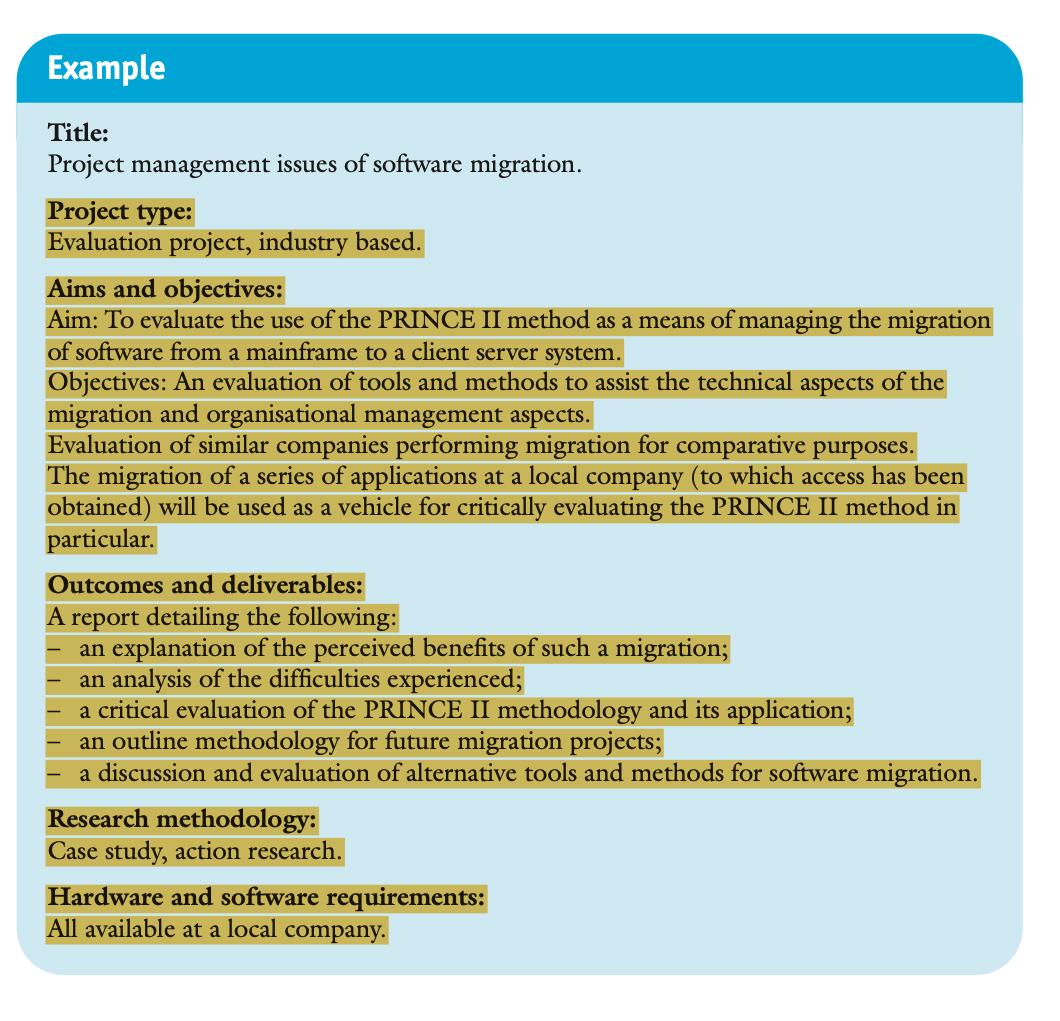 Example
Title:
Project management issues of software migration.
Project type:
Evaluation project, industry based.
Aims and objectives:
Aim: To evaluate the use of the PRINCE II method as a means of managing the migration
of software from a mainframe to a client server system.
Objectives: An evaluation of tools and methods to assist the technical aspects of the
migration and organisational management aspects.
Evaluation of similar companies performing migration for comparative purposes.
The migration of a series of applications at a local company (to which access has been
obtained) will be used as a vehicle for critically evaluating the PRINCE II method in
particular.
Outcomes and deliverables:
A report detailing the following:
– an explanation of the perceived benefits of such a migration;
– an analysis of the difficulties experienced;
– a critical evaluation of the PRINCE II methodology and its application;
– an outline methodology for future migration projects;
– a discussion and evaluation of alternative tools and methods for software migration.
Research methodology:
Case study, action research.
Hardware and software requirements:
All available at a local company.